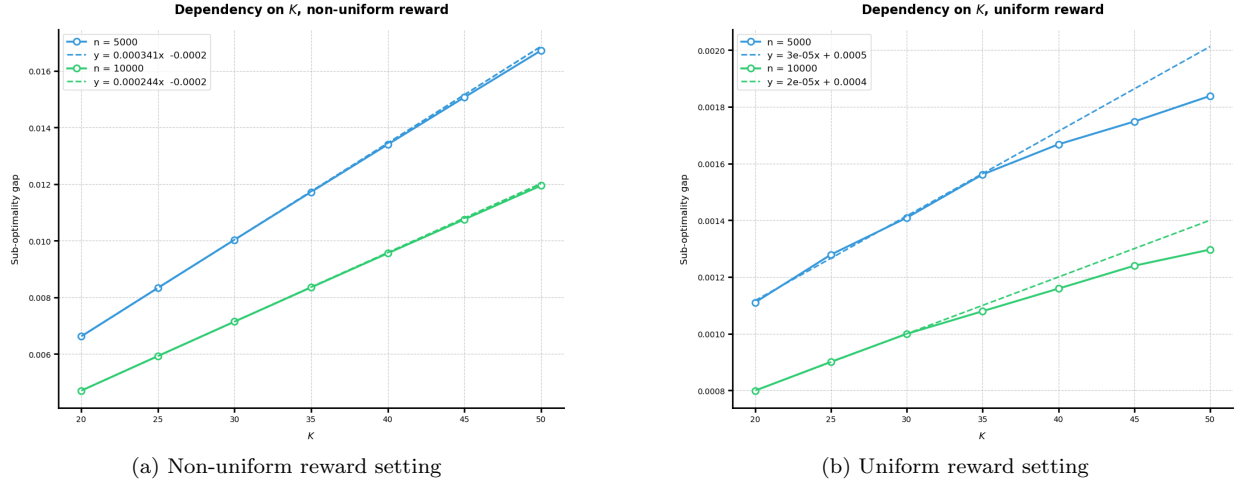 Dependency on K, non-uniform reward
n = 5000
y = 0.000341x  -0.0002
n = 10000
y = 0.000244x  -0.0002
Sub-optimality gap
0.016
0.014
0.012
0.010
0.008
0.006
20 25 30 35 40 45 50
K
(a) Non-uniform reward setting
Dependency on K, uniform reward
n = 5000
y = 3e-05x + 0.0005
n = 10000
y = 2e-05x + 0.0004
Sub-optimality gap
0.0020
0.0018
0.0016
0.0014
0.0012
0.0010
0.0008
20 25 30 35 40 45 50
K
(b) Uniform reward setting